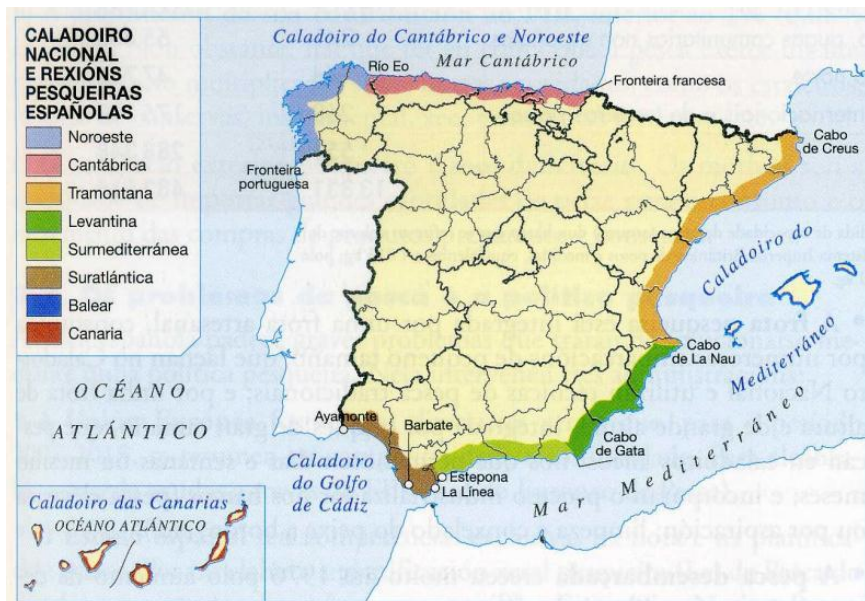 CALADOIRO
NACIONAL
E REXIÓNS
PESQUEIRAS
ESPAÑOLAS
Noroeste
Cantábrica
Tramontana
Levantina
Surmediterránea
Suratlántica
Balear
Canaria
Caladoiro do Cantábrico e Noroeste
Mar Cantábrico
Río Eo
Fronteira francesa
Cabo
de Creus
Fronteira
portuguesa
Caladoiro do
Mediterráneo
Cabo
de La Nau
OCÉANO
ATLÁNTICO
Ayamonte
Barbate
Cabo
de Gata
Estepona
La Línea
Caladoiro
do Golfo
de Cádiz
Mar Mediterráneo
Caladoiro das Canarias
OCÉANO ATLÁNTICO